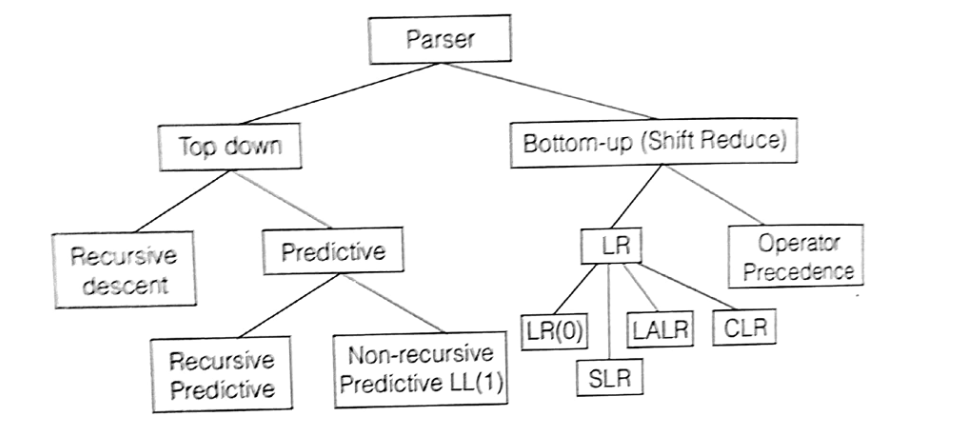 Parser
Top down
Bottom-up (Shift Reduce)
Recursive
descent
Predictive
LR
Operator
Precedence
Recursive
Predictive
Non-recursive
Predictive LL(1)
LR(0)
LALR
CLR
SLR